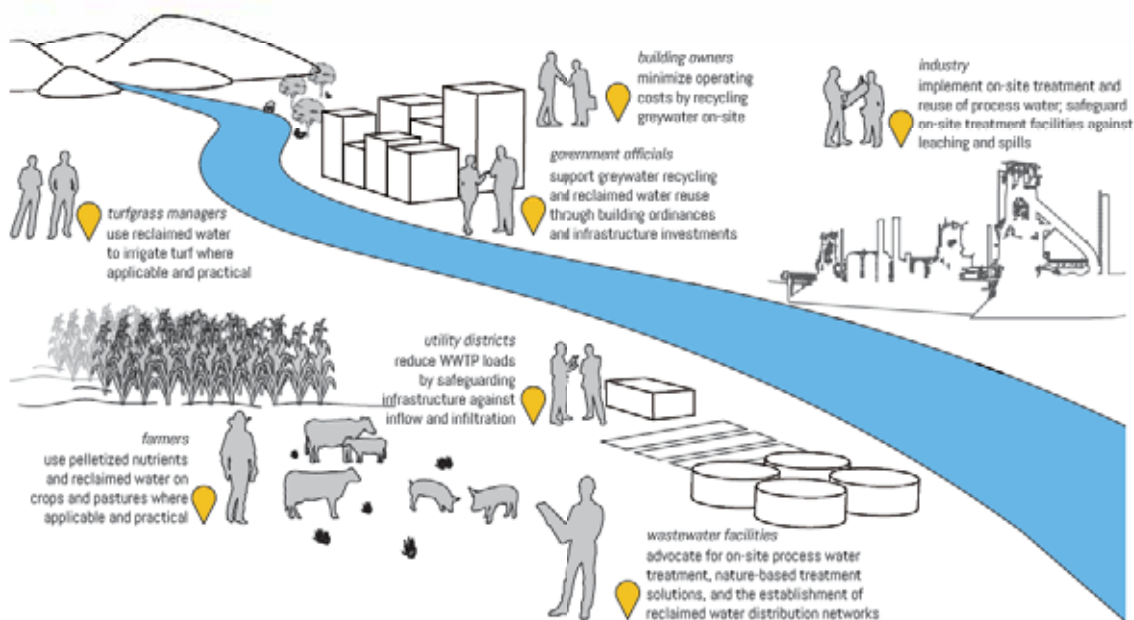 building owners
minimize operating
costs by recycling
greywater on-site
industry
implement on-site treatment and
reuse of process water; safeguard
on-site treatment facilities against
leaching and spills
government officials
support greywater recycling
and reclaimed water reuse
through building ordinances
and infrastructure investments
turfgrass managers
use reclaimed water
to irrigate turf where
applicable and practical
utility districts
reduce WWTP loads
by safeguarding
infrastructure against
inflow and infiltration
farmers
use pelletized nutrients
and reclaimed water on
crops and pastures where
applicable and practical
wastewater facilities
advocate for on-site process water
treatment, nature-based treatment
solutions, and the establishment of
reclaimed water distribution networks